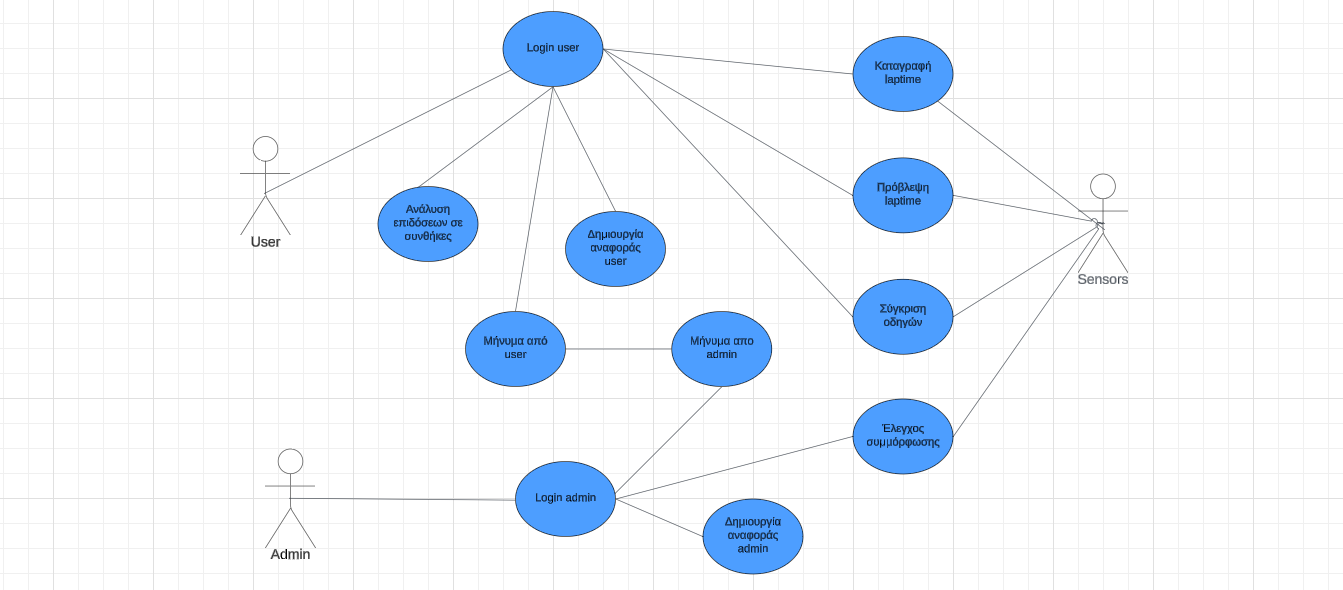 Login user
Καταγραφή
laptime
Πρόβλεψη
laptime
User
Ανάλυση
επιδόσεων σε
συνθήκες
Δημιουργία
αναφοράς
user
Sensors
Σύγκριση
οδηγών
Μήνυμα από
user
Μήνυμα απο
admin
Έλεγχος
συμμόρφωσης
Admin
Login admin
Δημιουργία
αναφοράς
admin